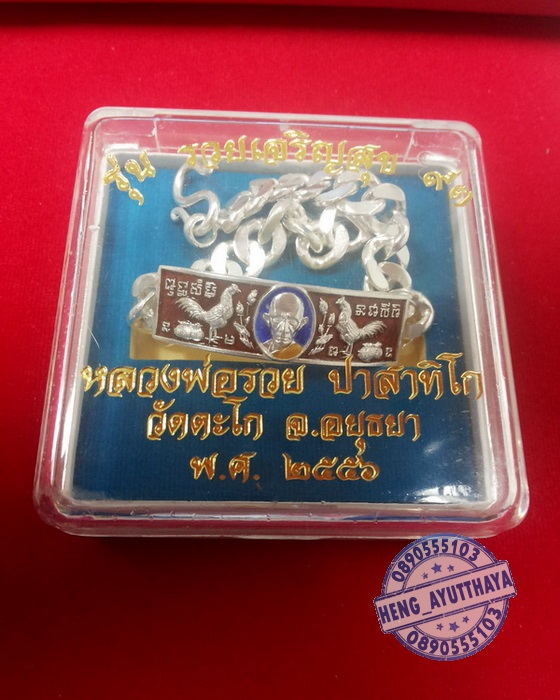 รุ่น รวยเจริญสุข ๙๒
หลวงพ่อรวย ปาสาทิโก
วัดตะโก จ.อยุธยา
พ.ศ. ๒๕๕๖
0890555103
HENG_AYUTTHAYA
0890555103